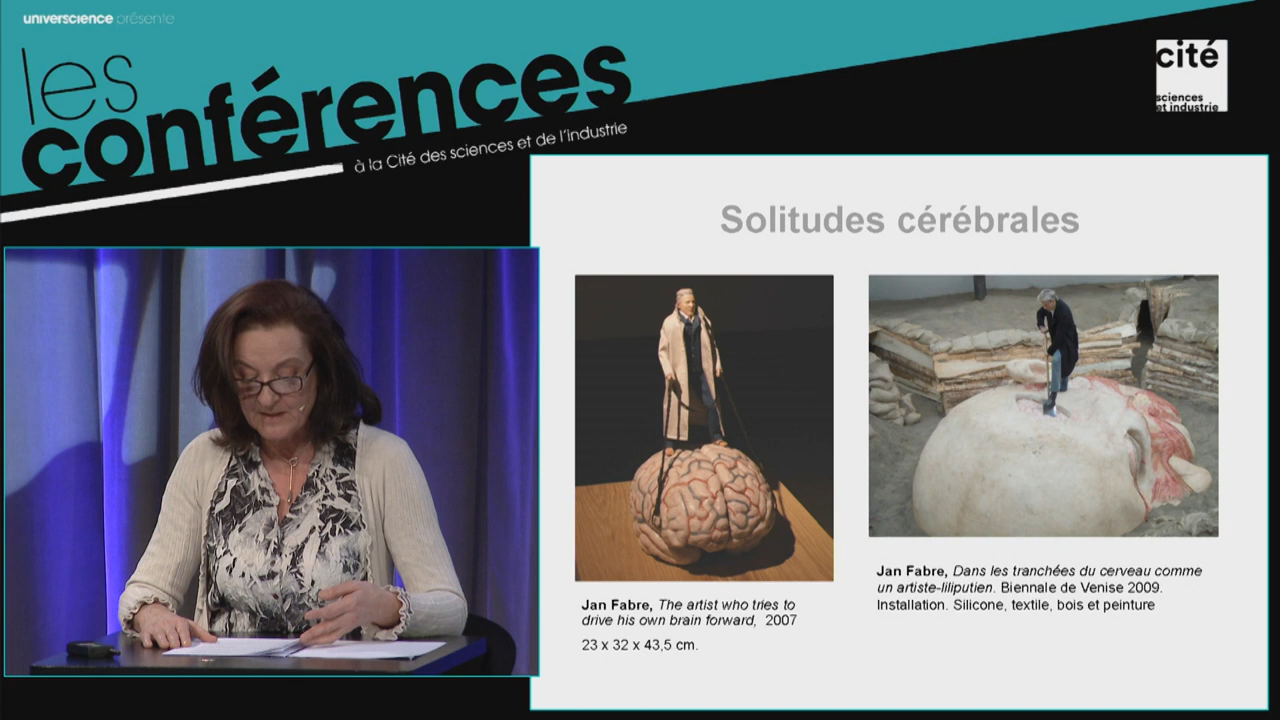 universcience présente
les
conférences
à la Cité des sciences et de l'industrie
cité
sciences
et industrie
Solitudes cérébrales
Jan Fabre, The artist who tries to
drive his own brain forward, 2007
23 x 32 x 43,5 cm.
Jan Fabre, Dans les tranchées du cerveau comme
un artiste-liliputien. Biennale de Venise 2009.
Installation. Silicone, textile, bois et peinture